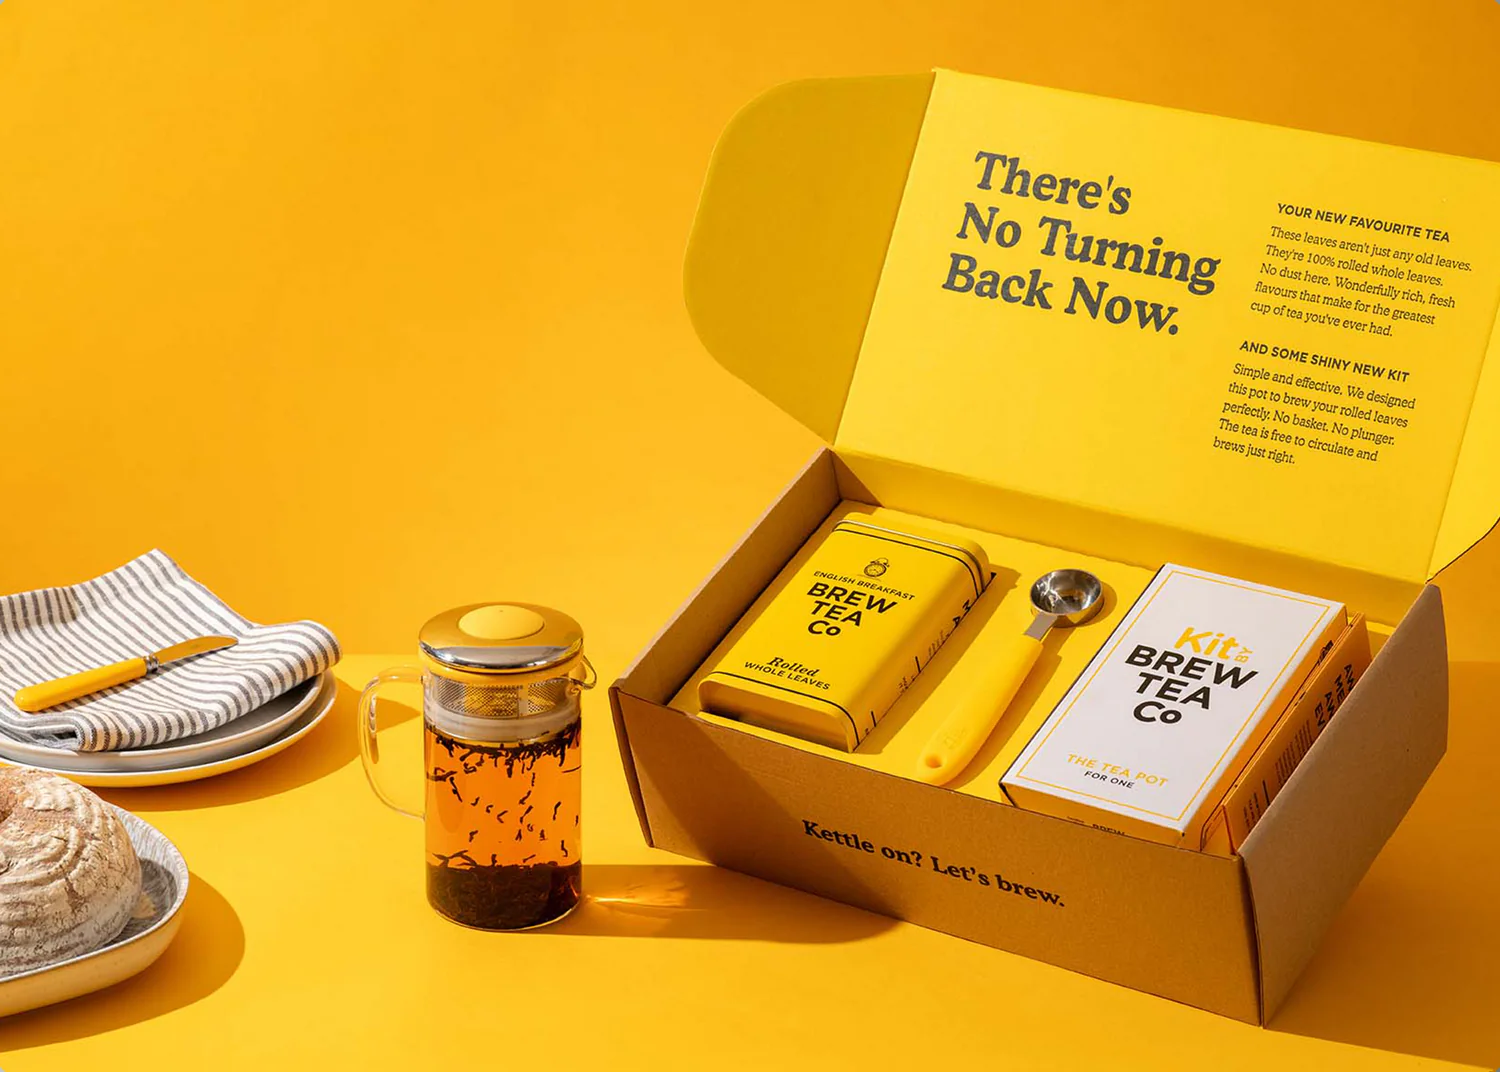 There's
No Turning
Back Now.
YOUR NEW FAVOURITE TEA
These leaves aren't just any old leaves.
They're 100% rolled whole leaves.
No dust here. Wonderfully rich, fresh
flavours that make for the greatest
cup of tea you've ever had.
AND SOME SHINY NEW KIT
Simple and effective. We designed
this pot to brew your rolled leaves
perfectly. No basket. No plunger.
The tea is free to circulate and
brews just right.
ENGLISH BREAKFAST
BREW
TEA
Co
Rolled
WHOLE LEAVES
Kit BY
BREW
TEA
Co
THE TEA POT
FOR ONE
BREW
Kettle on? Let's brew.